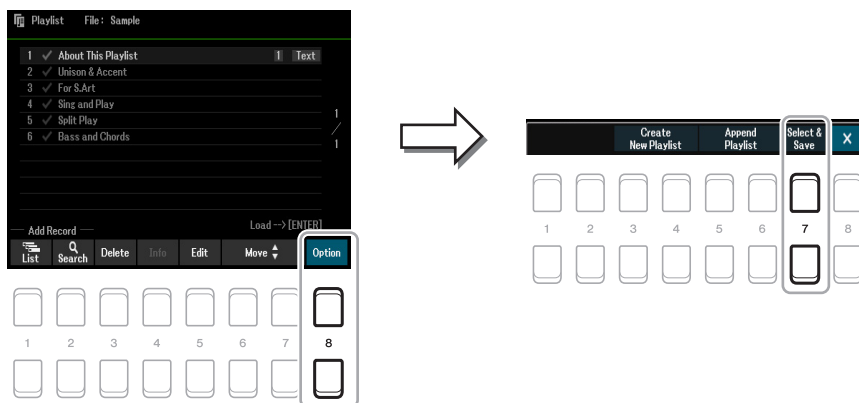 Playlist File: Sample
1 About This Playlist 1 Text
2 Unison & Accent
3 For S.Art
4 Sing and Play
5 Split Play
6 Bass and Chords
1
/
1
Load --> [ENTER]
Add Record
List Search Delete Info Edit Move Option
1 2 3 4 5 6 7 8
Create New Playlist Append Playlist Select & Save X
1 2 3 4 5 6 7 8